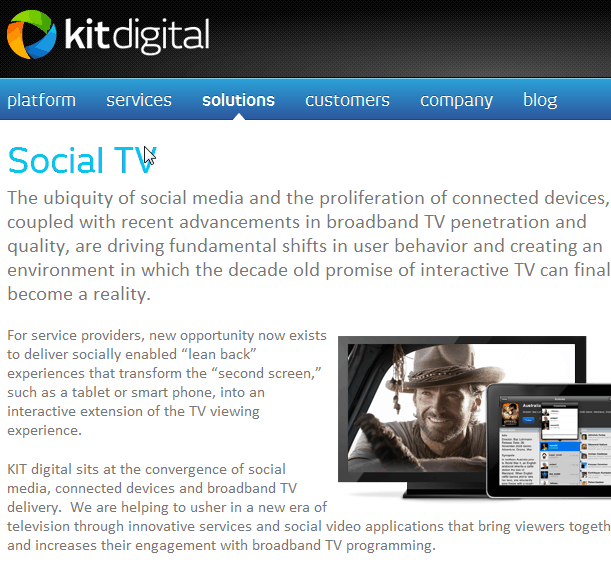 kitdigital
platform services solutions customers company blog
Social TV
The ubiquity of social media and the proliferation of connected devices,
coupled with recent advancements in broadband TV penetration and
quality, are driving fundamental shifts in user behavior and creating an
environment in which the decade old promise of interactive TV can final
become a reality.
For service providers, new opportunity now exists
to deliver socially enabled “lean back”
experiences that transform the “second screen,”
such as a tablet or smart phone, into an
interactive extension of the TV viewing
experience.
KIT digital sits at the convergence of social
media, connected devices and broadband TV
delivery.  We are helping to usher in a new era of
television through innovative services and social video applications that bring viewers togeth
and increases their engagement with broadband TV programming.
Australia